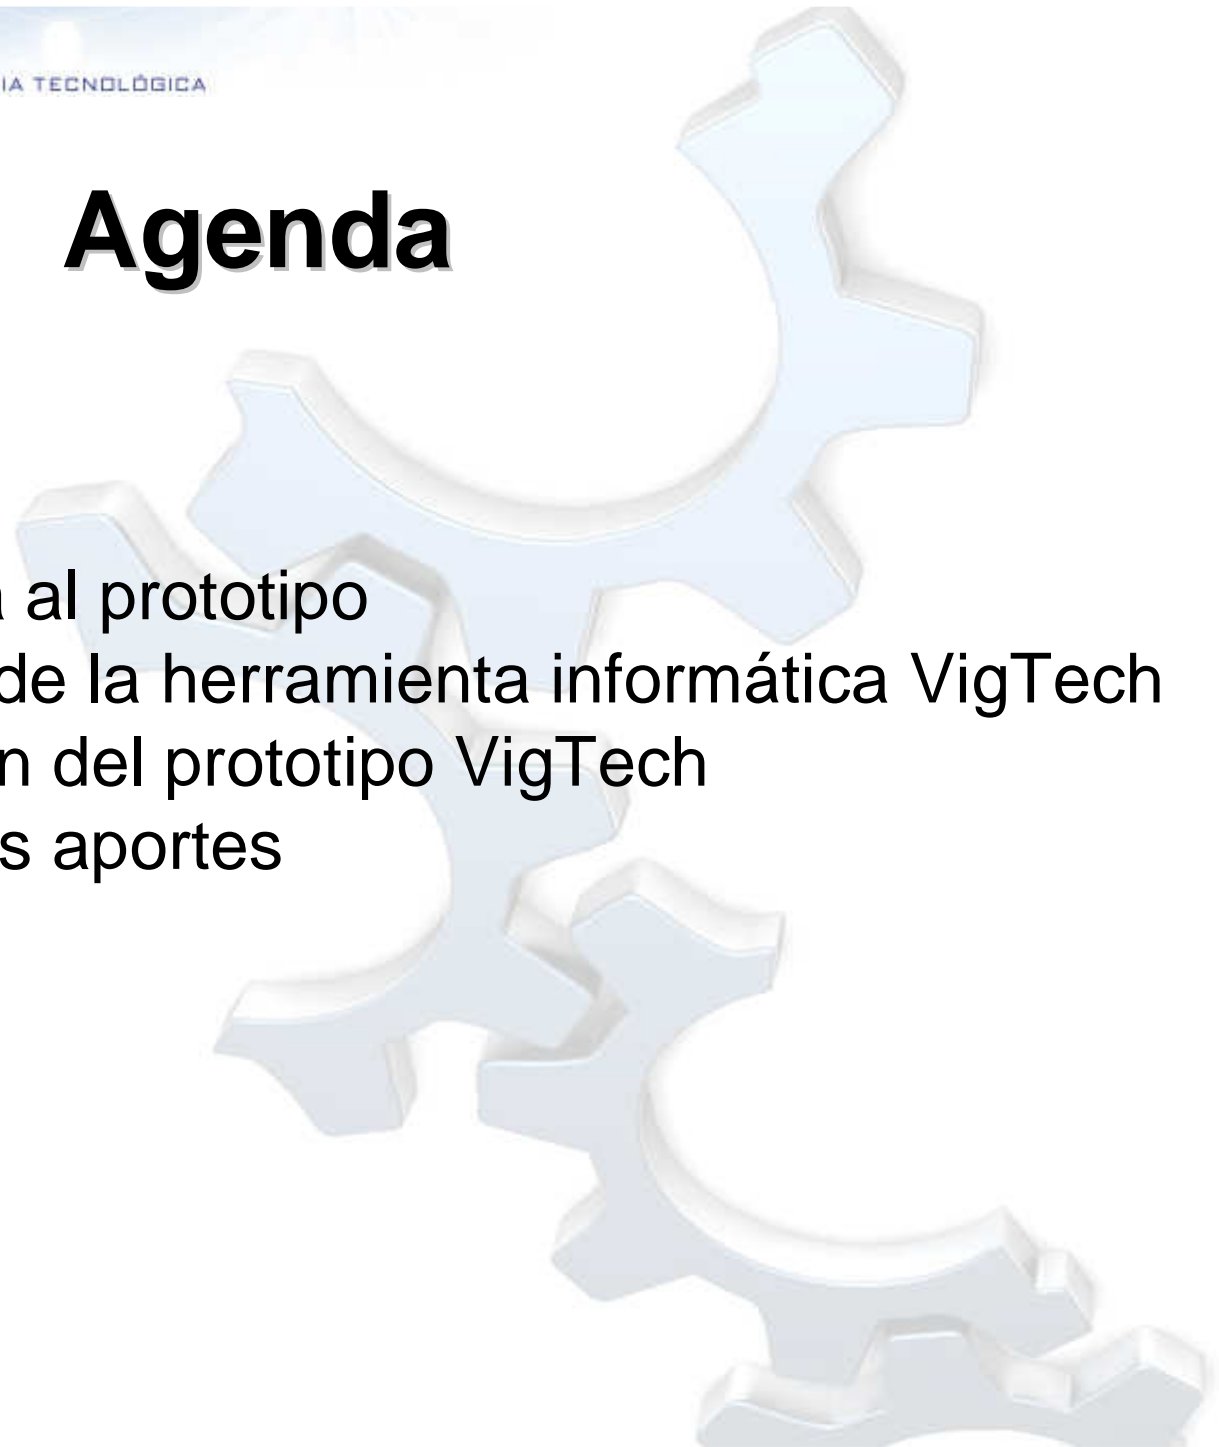 IA TECNOLÓGICA
Agenda
a al prototipo
de la herramienta informática VigTech
n del prototipo VigTech
s aportes